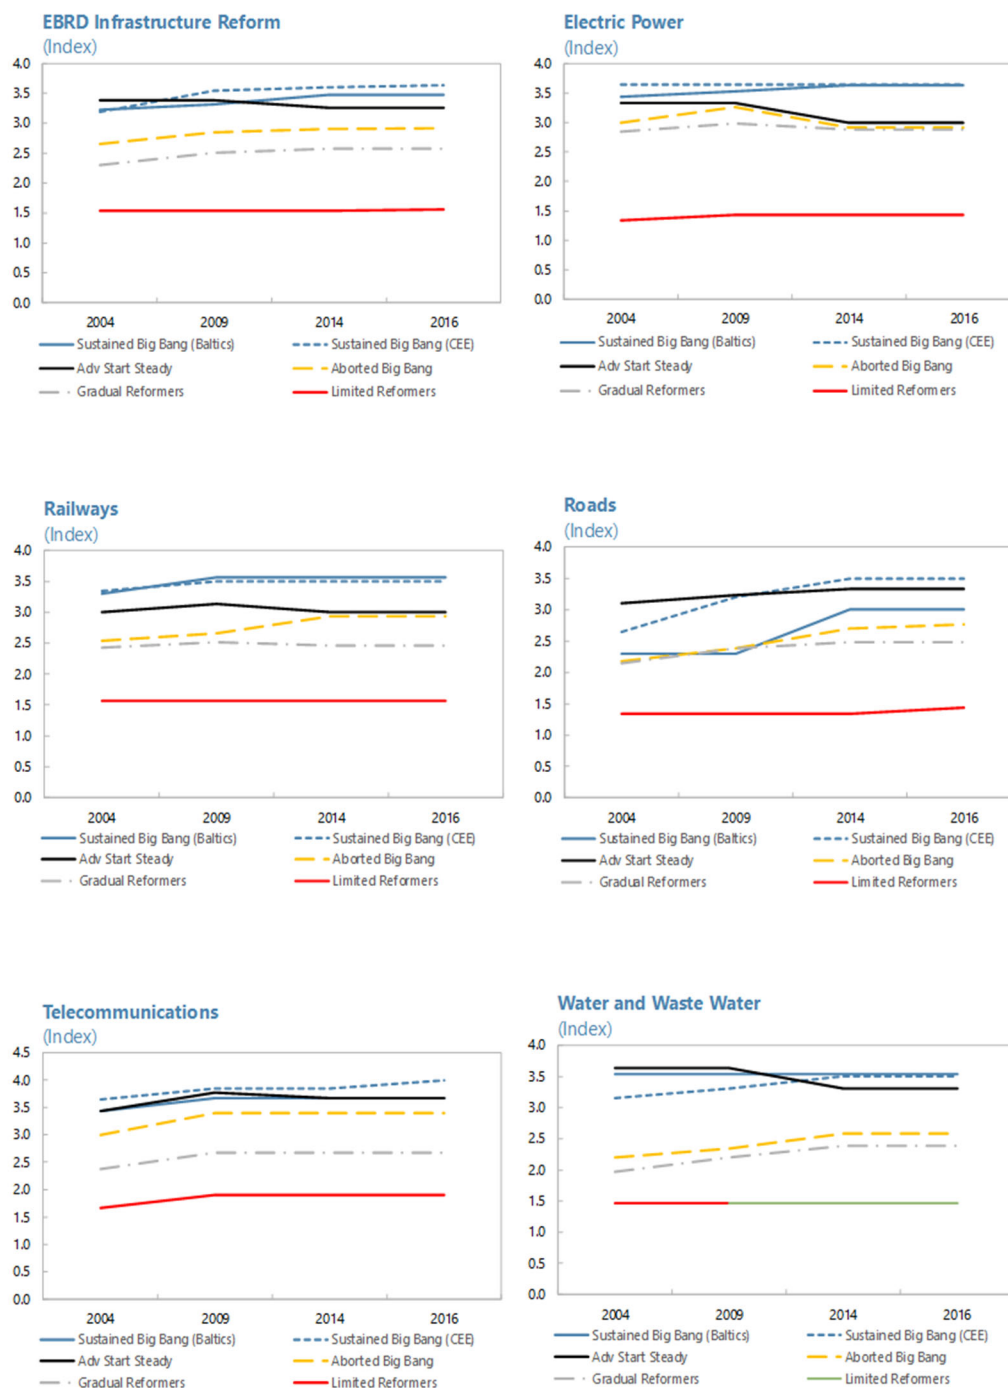 EBRD Infrastructure Reform
(Index)
4.0
3.5
3.0
2.5
2.0
1.5
1.0
0.5
0.0
2004 2009 2014 2016
Sustained Big Bang (Baltics) Sustained Big Bang (CEE)
Adv Start Steady Aborted Big Bang
Gradual Reformers Limited Reformers
Electric Power
(Index)
4.0
3.5
3.0
2.5
2.0
1.5
1.0
0.5
0.0
2004 2009 2014 2016
Sustained Big Bang (Baltics) Sustained Big Bang (CEE)
Adv Start Steady Aborted Big Bang
Gradual Reformers Limited Reformers
Railways
(Index)
4.0
3.5
3.0
2.5
2.0
1.5
1.0
0.5
0.0
2004 2009 2014 2016
Sustained Big Bang (Baltics) Sustained Big Bang (CEE)
Adv Start Steady Aborted Big Bang
Gradual Reformers Limited Reformers
Roads
(Index)
4.0
3.5
3.0
2.5
2.0
1.5
1.0
0.5
0.0
2004 2009 2014 2016
Sustained Big Bang (Baltics) Sustained Big Bang (CEE)
Adv Start Steady Aborted Big Bang
Gradual Reformers Limited Reformers
Telecommunications
(Index)
4.5
4.0
3.5
3.0
2.5
2.0
1.5
1.0
0.5
0.0
2004 2009 2014 2016
Sustained Big Bang (Baltics) Sustained Big Bang (CEE)
Adv Start Steady Aborted Big Bang
Gradual Reformers Limited Reformers
Water and Waste Water
(Index)
4.0
3.5
3.0
2.5
2.0
1.5
1.0
0.5
0.0
2004 2009 2014 2016
Sustained Big Bang (Baltics) Sustained Big Bang (CEE)
Adv Start Steady Aborted Big Bang
Gradual Reformers Limited Reformers